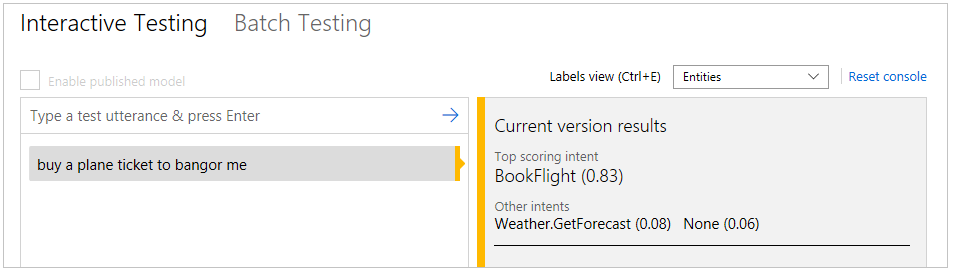 Interactive Testing Batch Testing
Enable published model
Labels view (Ctrl+E) Entities Reset console
Type a test utterance & press Enter
buy a plane ticket to bangor me
Current version results
Top scoring intent
BookFlight (0.83)
Other intents
Weather.GetForecast (0.08) None (0.06)